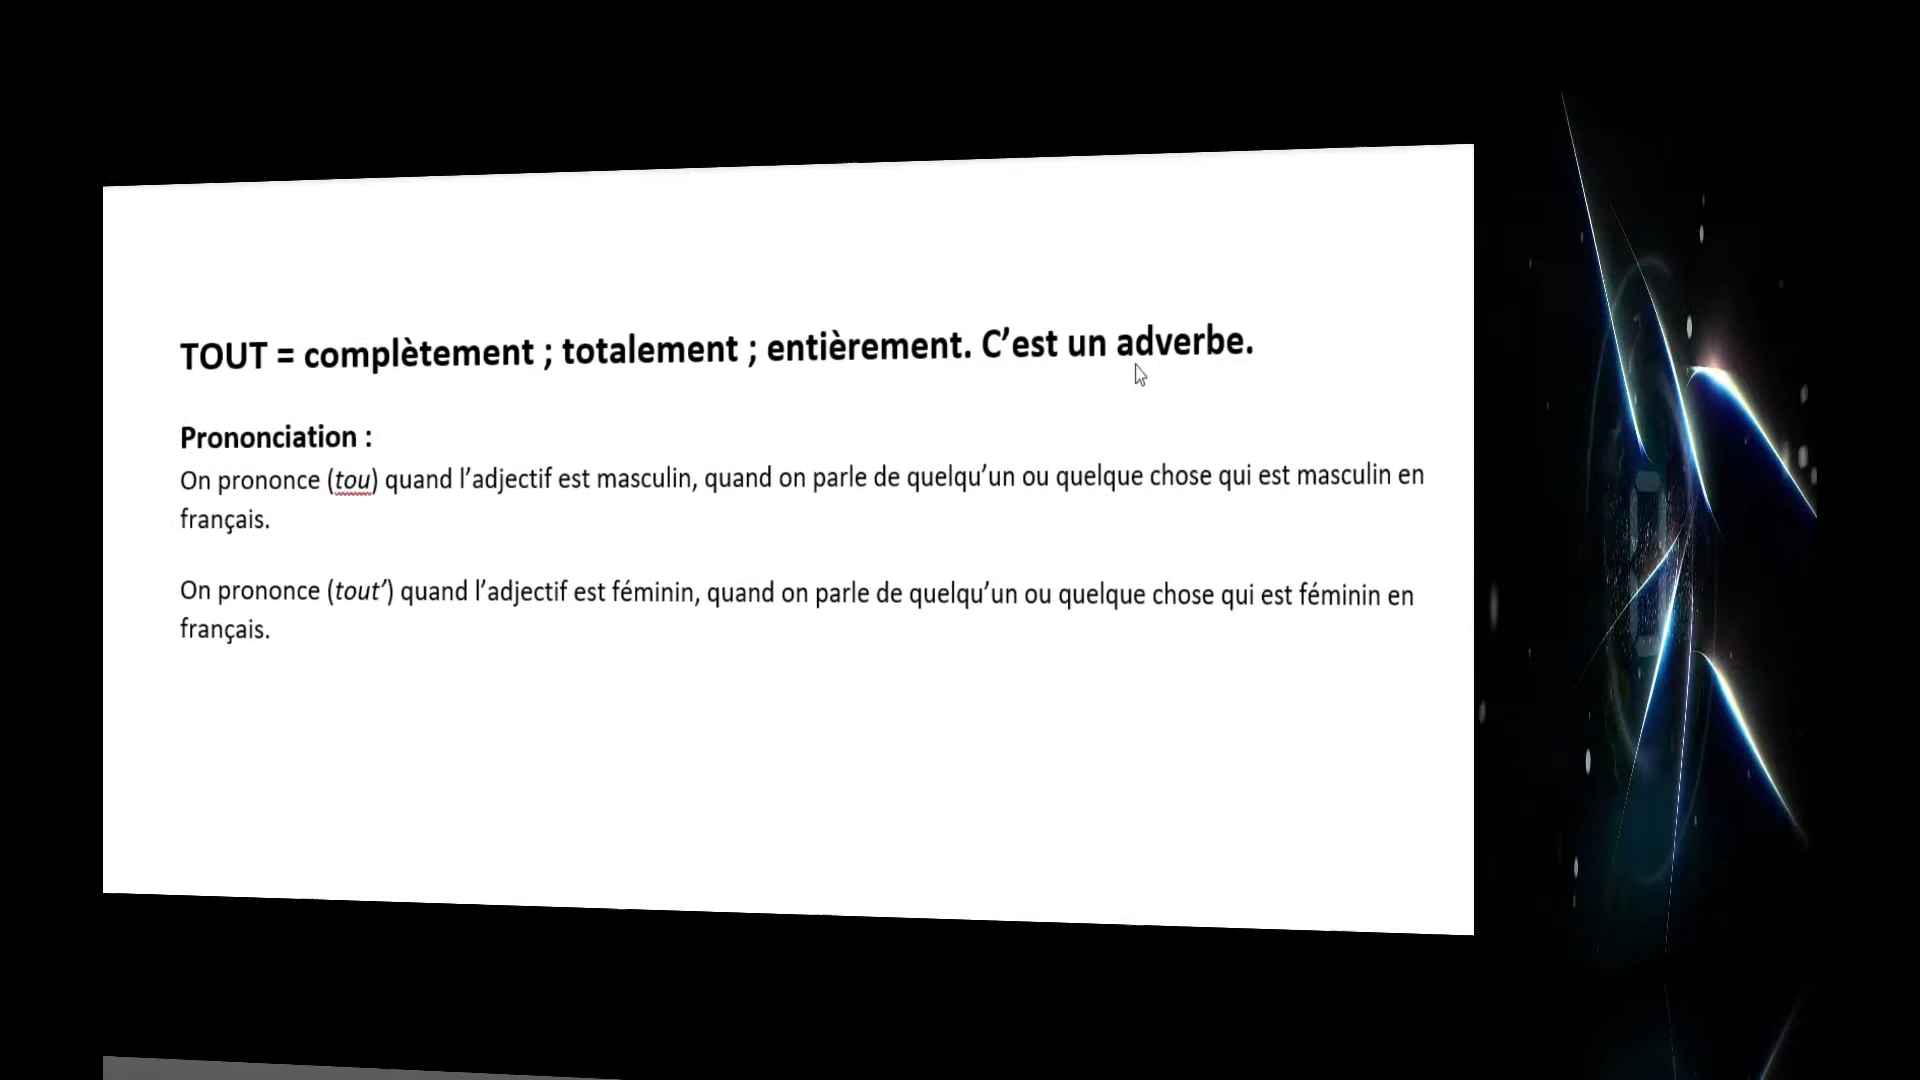 TOUT = complètement ; totalement ; entièrement. C’est un adverbe.
Prononciation :
On prononce (tou) quand l’adjectif est masculin, quand on parle de quelqu’un ou quelque chose qui est masculin en
français.
On prononce (tout’) quand l’adjectif est féminin, quand on parle de quelqu’un ou quelque chose qui est féminin en
français.